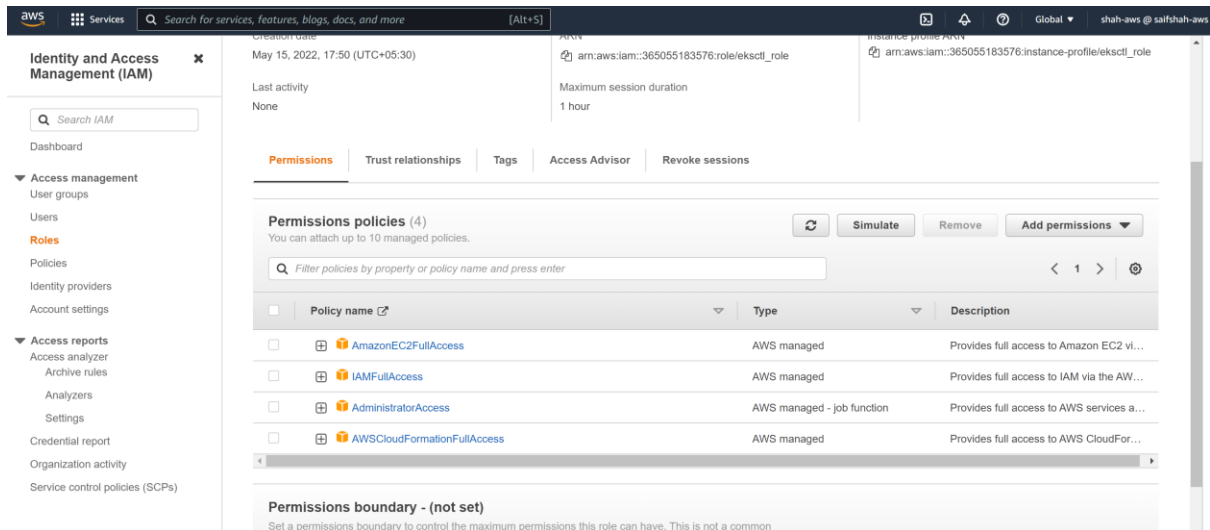 aws
Services
Search for services, features, blogs, docs, and more
[Alt+S]
Global
shah-aws @ saifshah-aws
Identity and Access Management (IAM)
Search IAM
Dashboard
Access management
User groups
Users
Roles
Policies
Identity providers
Account settings
Access reports
Access analyzer
Archive rules
Analyzers
Settings
Credential report
Organization activity
Service control policies (SCPs)
Creation date
ARN
Instance profile ARN
May 15, 2022, 17:50 (UTC+05:30)
arn:aws:iam::365055183576:role/eksctl_role
arn:aws:iam::365055183576:instance-profile/eksctl_role
Last activity
Maximum session duration
None
1 hour
Permissions
Trust relationships
Tags
Access Advisor
Revoke sessions
Permissions policies (4)
You can attach up to 10 managed policies.
Simulate
Remove
Add permissions
Filter policies by property or policy name and press enter
1
Policy name
Type
Description
AmazonEC2FullAccess
AWS managed
Provides full access to Amazon EC2 vi...
IAMFullAccess
AWS managed
Provides full access to IAM via the AW...
AdministratorAccess
AWS managed - job function
Provides full access to AWS services a...
AWSCloudFormationFullAccess
AWS managed
Provides full access to AWS CloudFor...
Permissions boundary - (not set)
Set a permissions boundary to control the maximum permissions this role can have. This is not a common